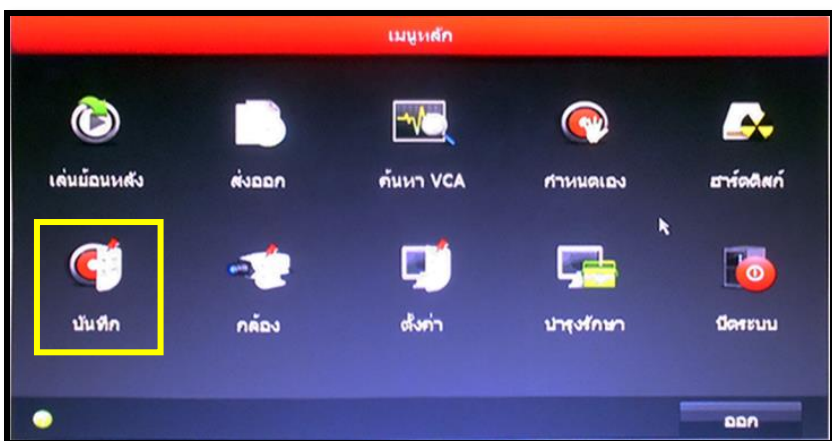 เมนูหลัก
เล่นย้อนหลัง ส่งออก ค้นหา VCA กำหนดเอง ฮาร์ดดิสก์
บันทึก กล้อง ตั้งค่า บำรุงรักษา ปิดระบบ
ออก